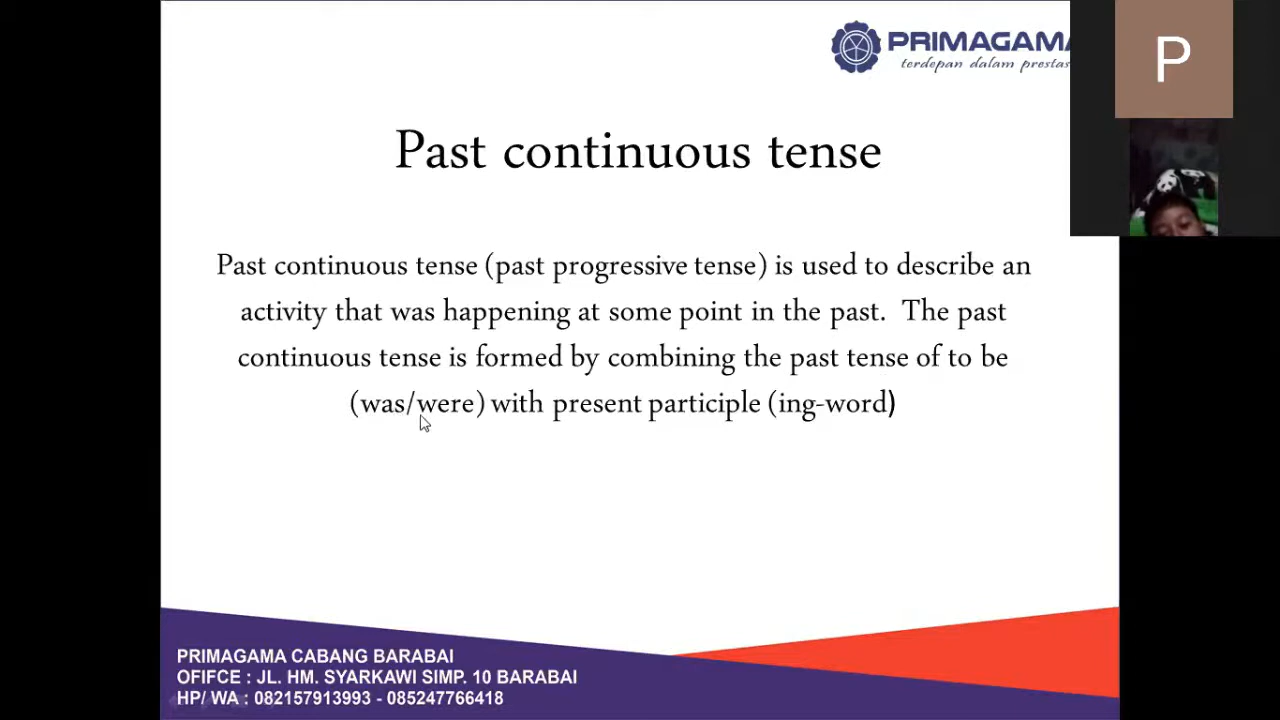 PRIMAGAMA
terdepan dalam prestas
P
Past continuous tense
Past continuous tense (past progressive tense) is used to describe an
activity that was happening at some point in the past. The past
continuous tense is formed by combining the past tense of to be
(was/were) with present participle (ing-word)
PRIMAGAMA CABANG BARABAI
OFIFCE : JL. HM. SYARKAWI SIMP. 10 BARABAI
HP/ WA : 082157913993 - 085247766418